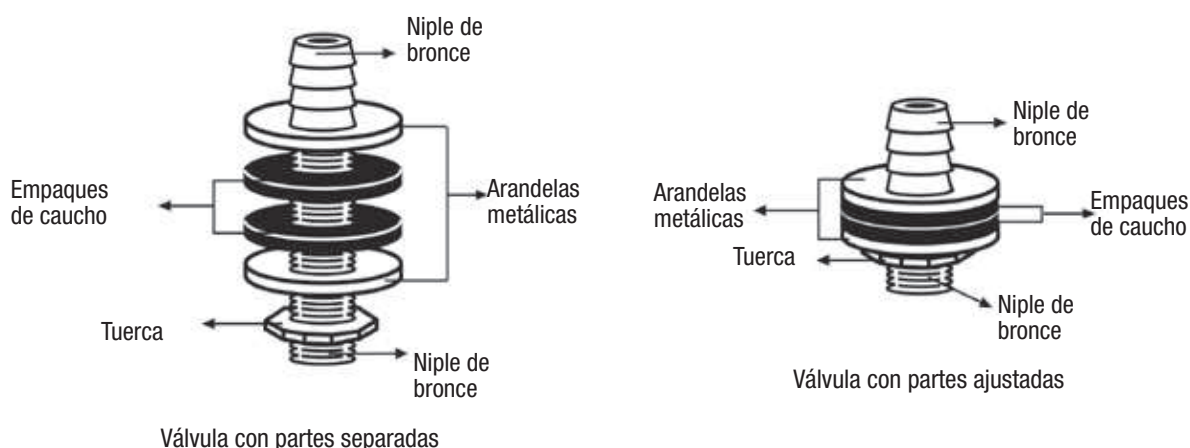 Niple de
bronce
Empaques
de caucho
Arandelas
metálicas
Tuerca
Niple de
bronce
Válvula con partes separadas
Niple de
bronce
Arandelas
metálicas
Empaques
de caucho
Tuerca
Niple de
bronce
Válvula con partes ajustadas